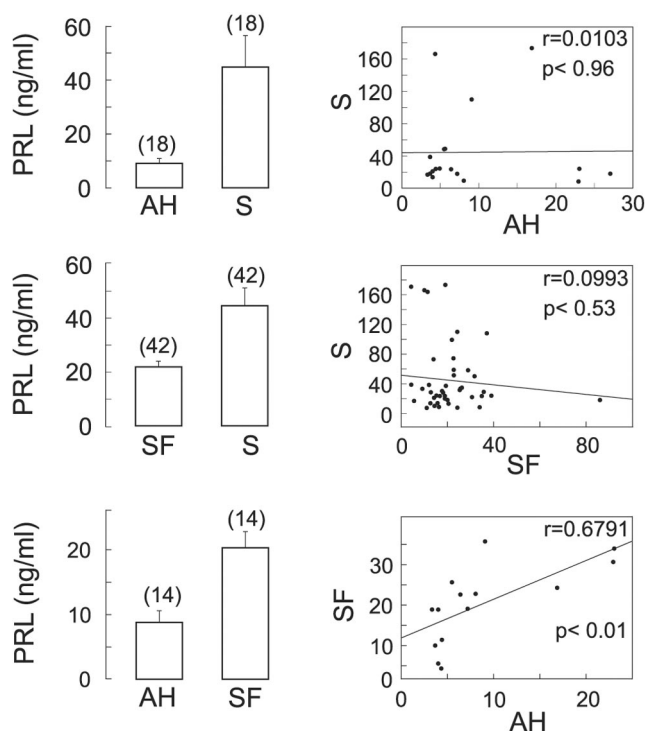 PRL (ng/ml)
60
40
20
0
(18)
(18)
AH
S
S
160
120
80
40
0
r=0.0103
p< 0.96
0
10
20
30
AH
PRL (ng/ml)
60
40
20
0
(42)
(42)
SF
S
S
160
120
80
40
0
r=0.0993
p< 0.53
0
40
80
SF
PRL (ng/ml)
20
10
0
(14)
(14)
AH
SF
SF
30
20
10
0
r=0.6791
p< 0.01
0
10
20
AH